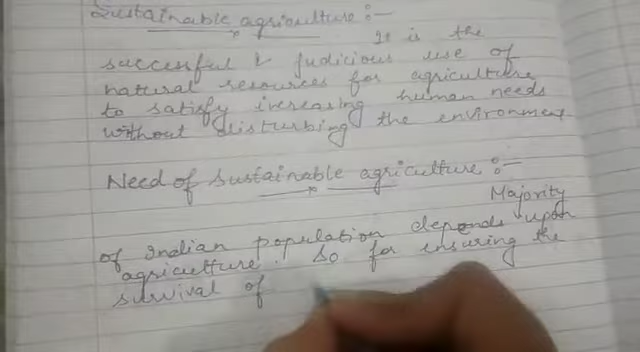 Sustainable agriculture :-
It is the
successful & judicious use of
natural resources for agriculture
to satisfy increasing human needs
without disturbing the environment.
Need of sustainable agriculture :-
Majority
of Indian population depends upon
agriculture. So for ensuring the
survival of